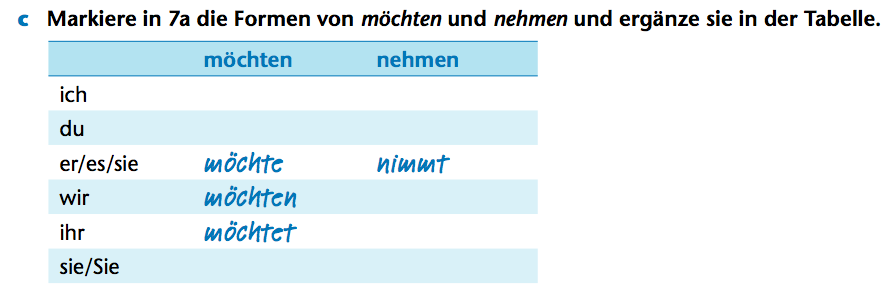 c Markiere in 7a die Formen von möchten und nehmen und ergänze sie in der Tabelle.
möchten nehmen
ich
du
er/es/sie möchte nimmt
wir möchten
ihr möchtet
sie/Sie